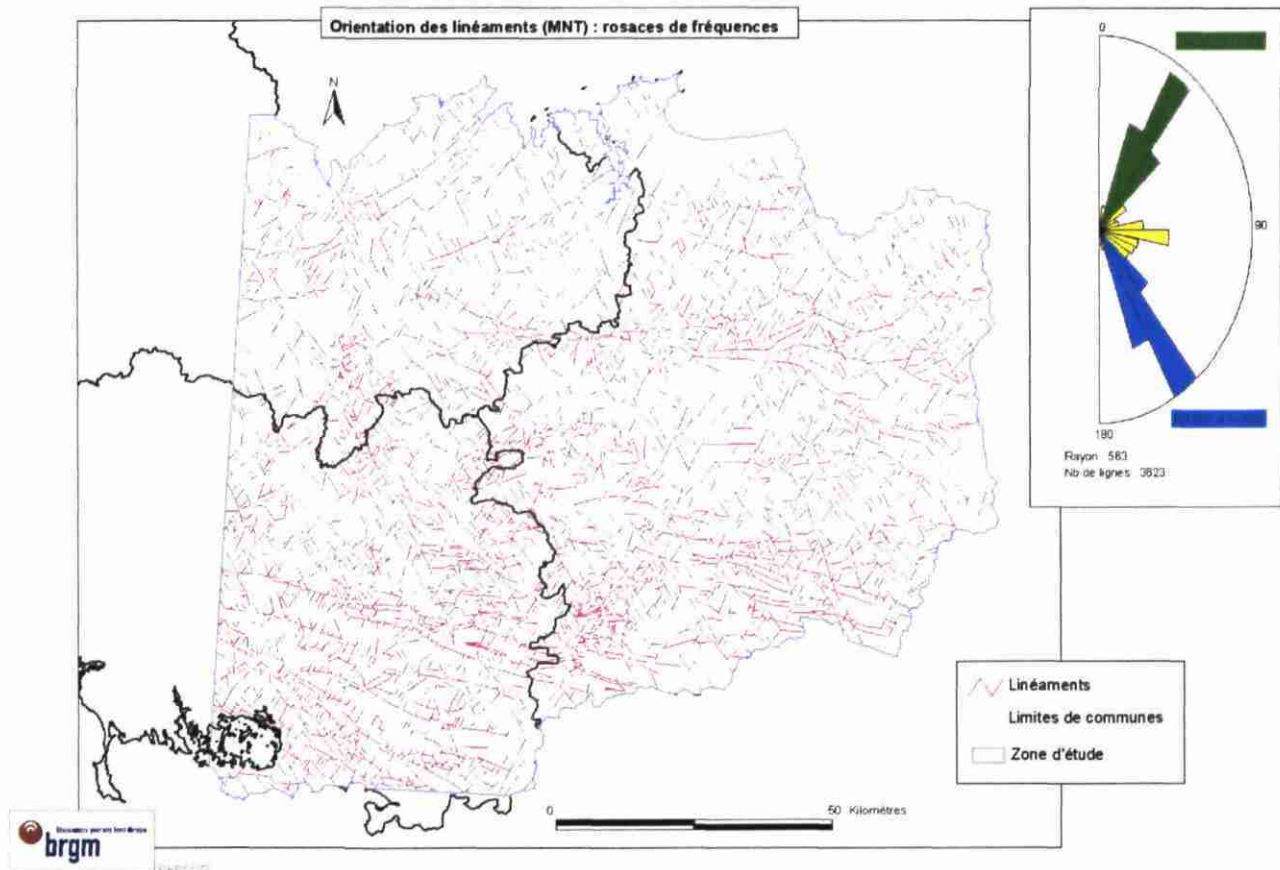 Orientation des linéaments (MNT) : rosaces de fréquences
N
0
90
180
Rayon 583
Nb de lignes 3823
Linéaments
Limites de communes
Zone d'étude
0
50 Kilomètres
brgm